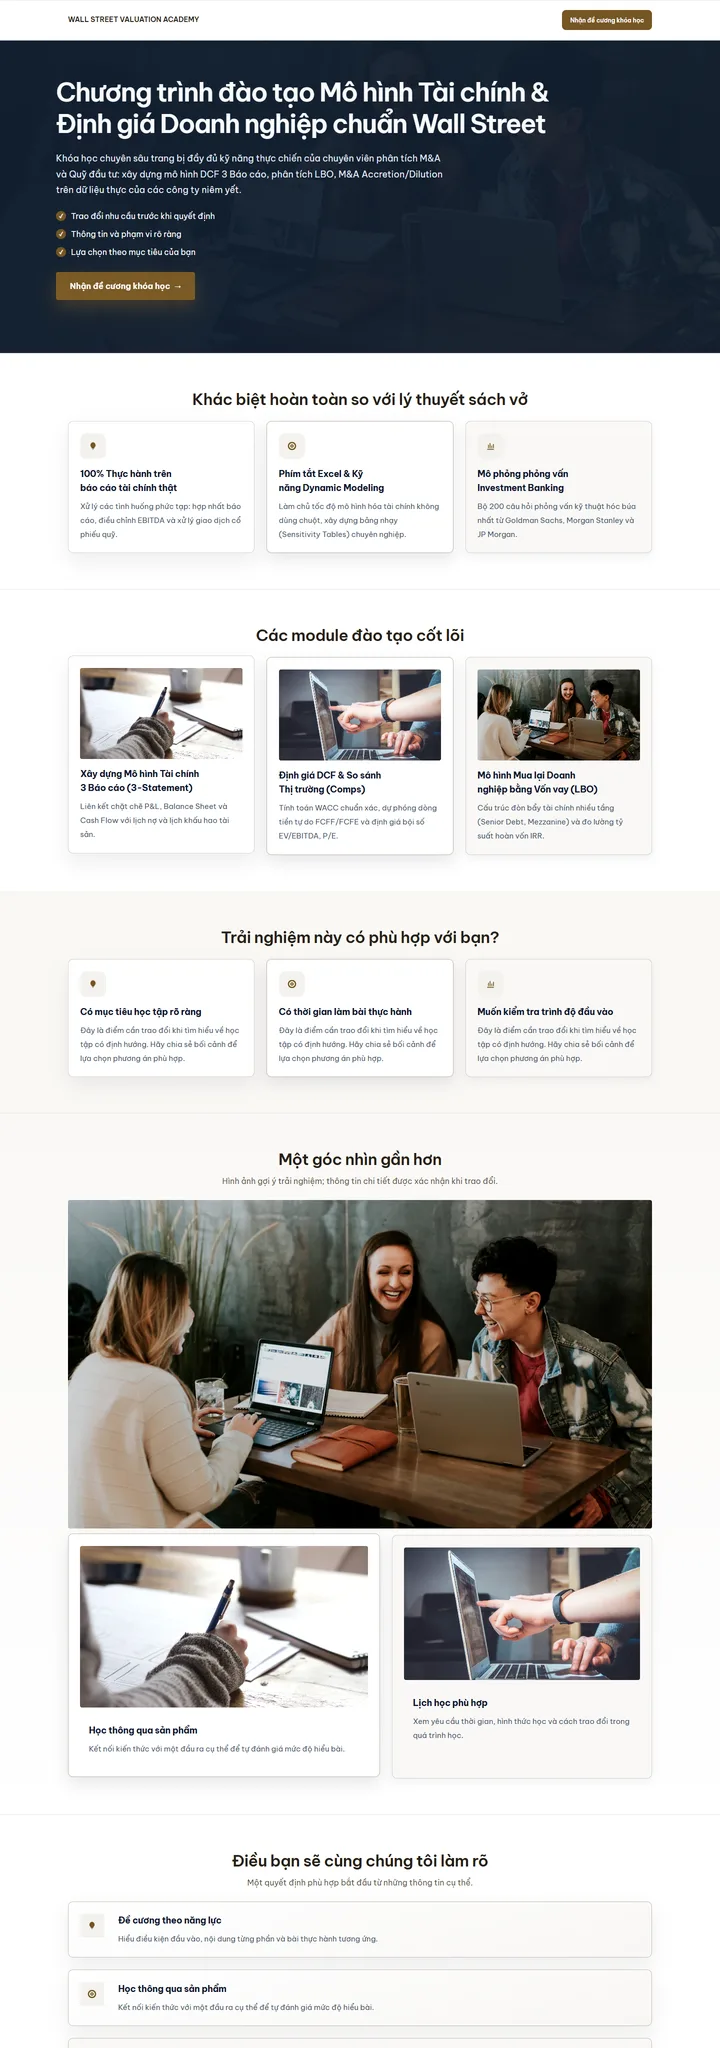 WALL STREET VALUATION ACADEMY
Nhận đề cương khóa học
Chương trình đào tạo Mô hình Tài chính &
Định giá Doanh nghiệp chuẩn Wall Street
Khóa học chuyên sâu trang bị đầy đủ kỹ năng thực chiến của chuyên viên phân tích M&A
và Quỹ đầu tư: xây dựng mô hình DCF 3 Báo cáo, phân tích LBO, M&A Accretion/Dilution
trên dữ liệu thực của các công ty niêm yết.
Trao đổi nhu cầu trước khi quyết định
Thông tin và phạm vi rõ ràng
Lựa chọn theo mục tiêu của bạn
Nhận đề cương khóa học →
Khác biệt hoàn toàn so với lý thuyết sách vở
100% Thực hành trên
báo cáo tài chính thật
Xử lý các tình huống phức tạp: hợp nhất báo
cáo, điều chỉnh EBITDA và xử lý giao dịch cổ
phiếu quỹ.
Phím tắt Excel & Kỹ
năng Dynamic Modeling
Làm chủ tốc độ mô hình hóa tài chính không
dùng chuột, xây dựng bảng nhạy
(Sensitivity Tables) chuyên nghiệp.
Mô phỏng phỏng vấn
Investment Banking
Bộ 200 câu hỏi phỏng vấn kỹ thuật hóc búa
nhất từ Goldman Sachs, Morgan Stanley và
JP Morgan.
Các module đào tạo cốt lõi
Xây dựng Mô hình Tài chính
3 Báo cáo (3-Statement)
Liên kết chặt chẽ P&L, Balance Sheet và
Cash Flow với lịch nợ và lịch khấu hao tài
sản.
Định giá DCF & So sánh
Thị trường (Comps)
Tính toán WACC chuẩn xác, dự phóng dòng
tiền tự do FCFF/FCFE và định giá bội số
EV/EBITDA, P/E.
Mô hình Mua lại Doanh
nghiệp bằng Vốn vay (LBO)
Cấu trúc đòn bẩy tài chính nhiều tầng
(Senior Debt, Mezzanine) và đo lường tỷ
suất hoàn vốn IRR.
Trải nghiệm này có phù hợp với bạn?
Có mục tiêu học tập rõ ràng
Đây là điểm cần trao đổi khi tìm hiểu về học
tập có định hướng. Hãy chia sẻ bối cảnh để
lựa chọn phương án phù hợp.
Có thời gian làm bài thực hành
Đây là điểm cần trao đổi khi tìm hiểu về học
tập có định hướng. Hãy chia sẻ bối cảnh để
lựa chọn phương án phù hợp.
Muốn kiểm tra trình độ đầu vào
Đây là điểm cần trao đổi khi tìm hiểu về học
tập có định hướng. Hãy chia sẻ bối cảnh để
lựa chọn phương án phù hợp.
Một góc nhìn gần hơn
Hình ảnh gợi ý trải nghiệm; thông tin chi tiết được xác nhận khi trao đổi.
Học thông qua sản phẩm
Kết nối kiến thức với một đầu ra cụ thể để tự đánh giá mức độ hiểu bài.
Lịch học phù hợp
Xem yêu cầu thời gian, hình thức học và cách trao đổi trong
quá trình học.
Điều bạn sẽ cùng chúng tôi làm rõ
Một quyết định phù hợp bắt đầu từ những thông tin cụ thể.
Đề cương theo năng lực
Hiểu điều kiện đầu vào, nội dung từng phần và bài thực hành tương ứng.
Học thông qua sản phẩm
Kết nối kiến thức với một đầu ra cụ thể để tự đánh giá mức độ hiểu bài.